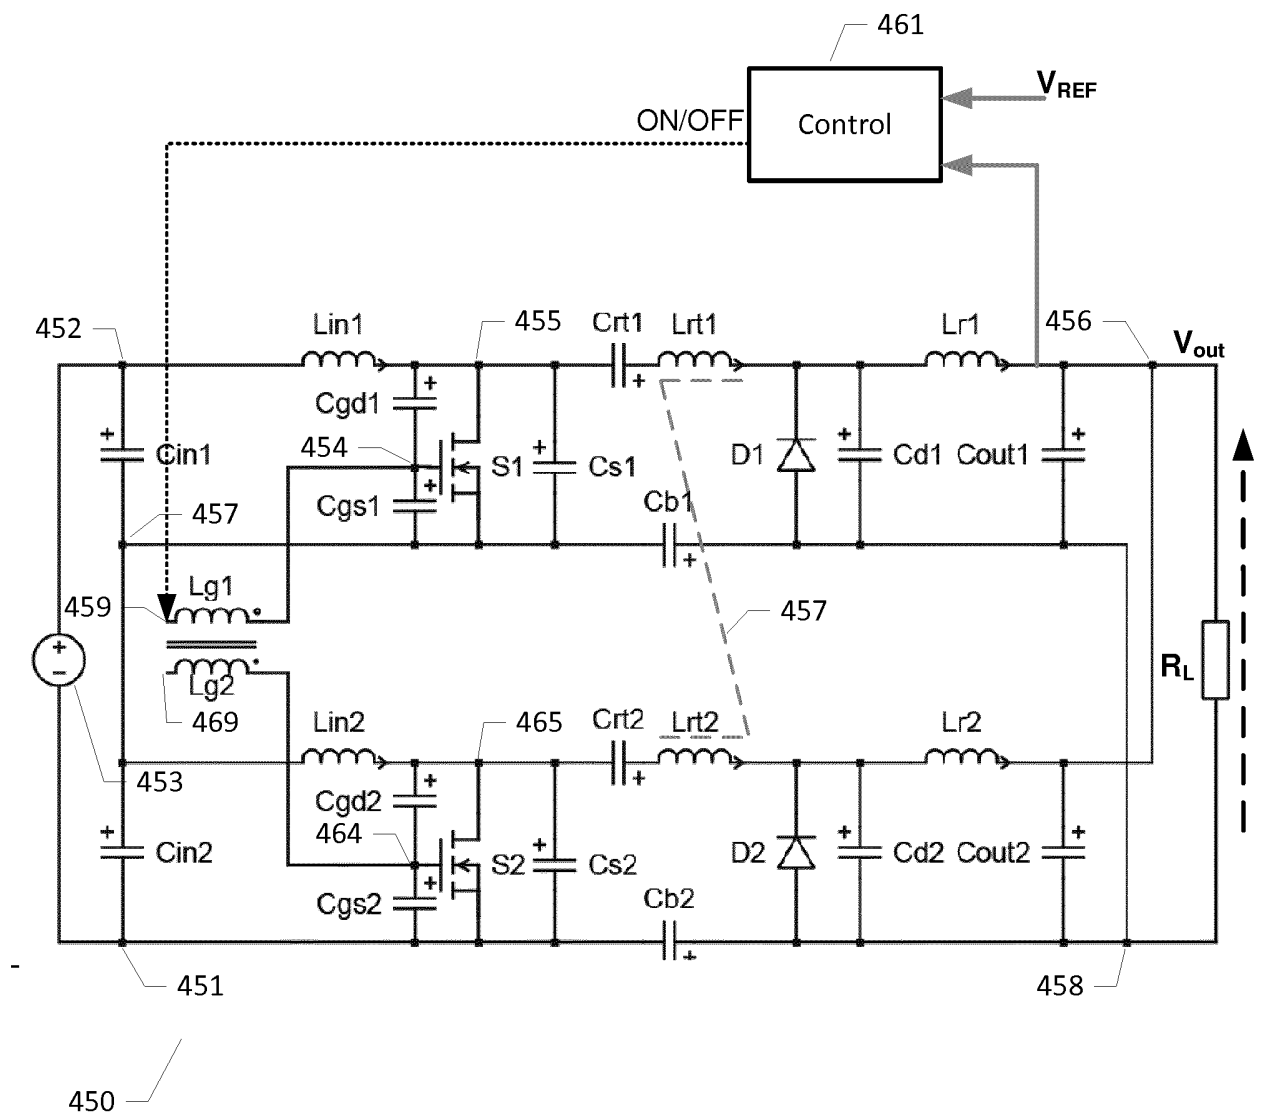 461
V REF
ON/OFF
Control
452
Lin1
455
Crt1
Lrt1
Lr1
456
Vout
+
Cgd1
+
+
454
+
Cin1
S1
+
Cs1
D1
+
Cd1
Cout1
+
457
Cgs1
+
Cb1
+
459
Lg1
457
+
-
RL
Lg2
469
Lin2
465
Crt2
Lrt2
Lr2
453
Cgd2
+
+
464
+
Cin2
S2
+
Cs2
D2
+
Cd2
Cout2
+
Cgs2
+
Cb2
+
-
451
458
450